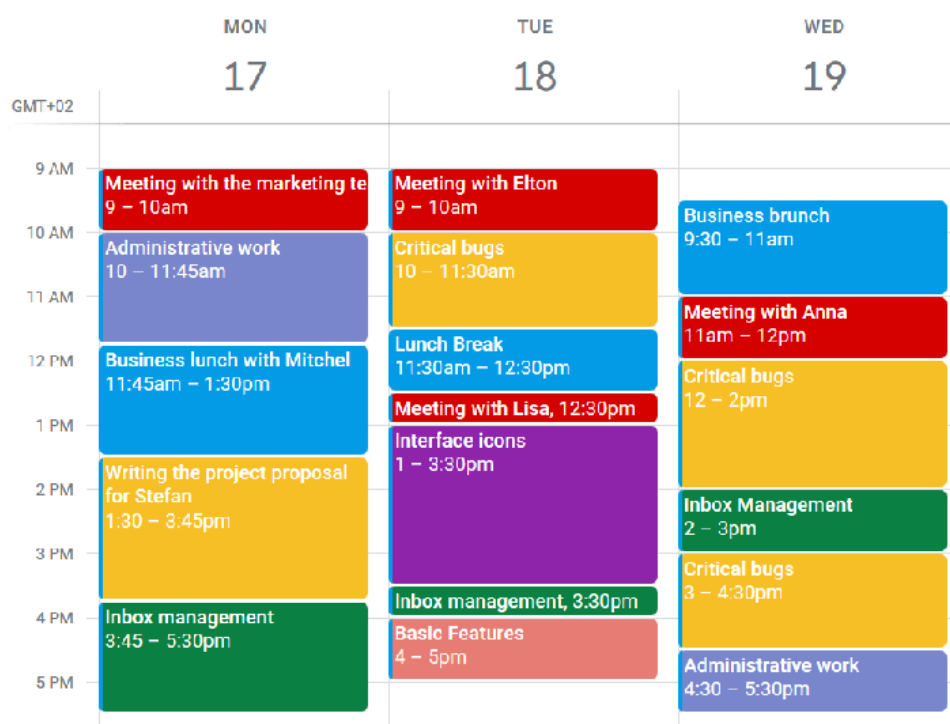 MON
TUE
WED
17
18
19
GMT+02
9 AM
10 AM
11 AM
12 PM
1 PM
2 PM
3 PM
4 PM
5 PM
Meeting with the marketing te
9 – 10am
Administrative work
10 – 11:45am
Business lunch with Mitchel
11:45am – 1:30pm
Writing the project proposal
for Stefan
1:30 – 3:45pm
Inbox management
3:45 – 5:30pm
Meeting with Elton
9 – 10am
Critical bugs
10 – 11:30am
Lunch Break
11:30am – 12:30pm
Meeting with Lisa, 12:30pm
Interface icons
1 – 3:30pm
Inbox management, 3:30pm
Basic Features
4 – 5pm
Business brunch
9:30 – 11am
Meeting with Anna
11am – 12pm
Critical bugs
12 – 2pm
Inbox Management
2 – 3pm
Critical bugs
3 – 4:30pm
Administrative work
4:30 – 5:30pm